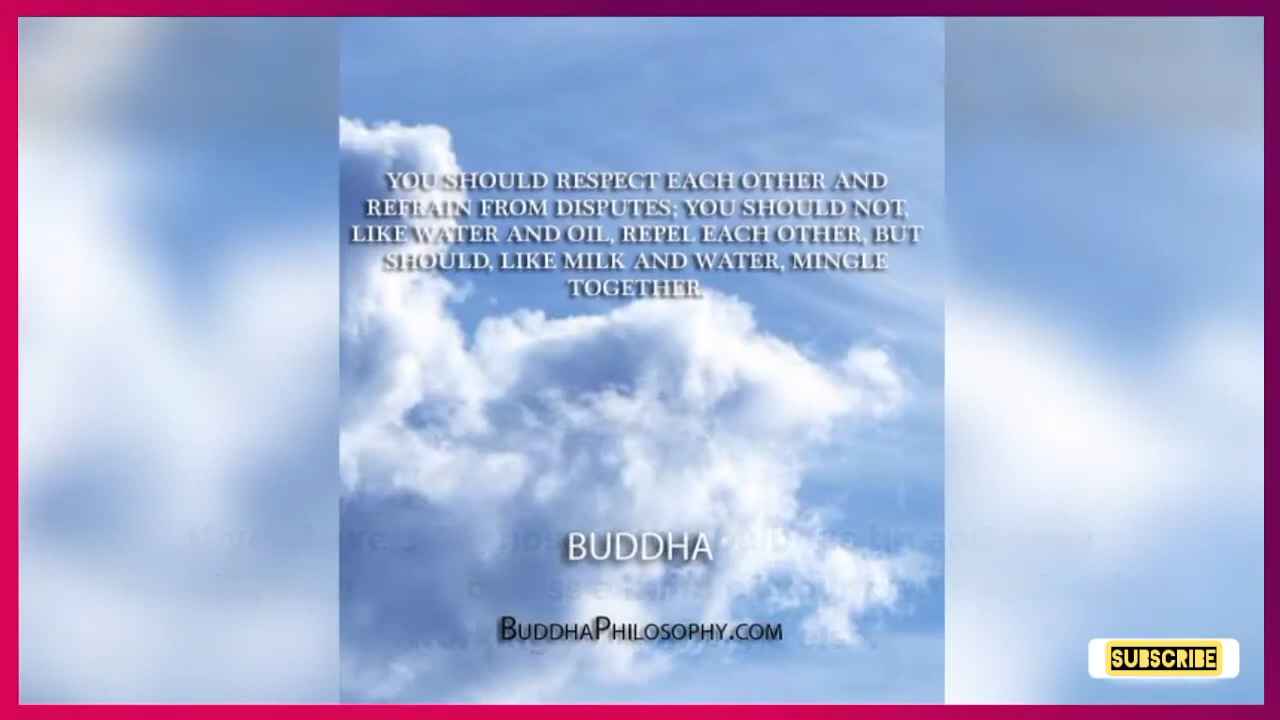 YOU SHOULD RESPECT EACH OTHER AND
REFRAIN FROM DISPUTES; YOU SHOULD NOT,
LIKE WATER AND OIL, REPEL EACH OTHER, BUT
SHOULD, LIKE MILK AND WATER, MINGLE
TOGETHER.
BUDDHA
BUDDHAPHILOSOPHY.COM
SUBSCRIBE